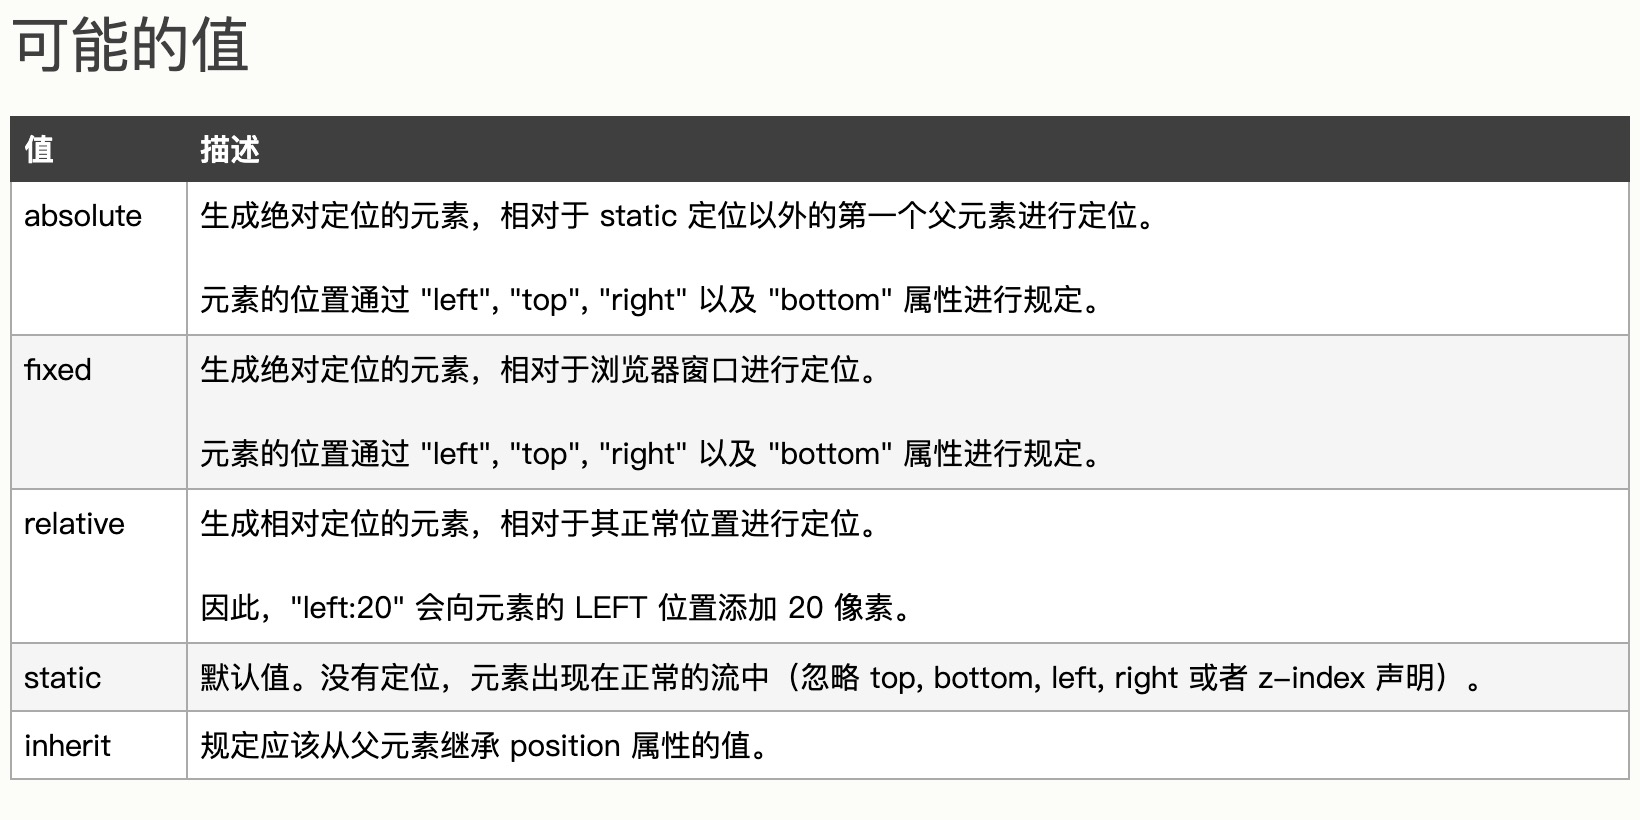 可能的值
值 描述
absolute 生成绝对定位的元素，相对于 static 定位以外的第一个父元素进行定位。
元素的位置通过 "left", "top", "right" 以及 "bottom" 属性进行规定。
fixed 生成绝对定位的元素，相对于浏览器窗口进行定位。
元素的位置通过 "left", "top", "right" 以及 "bottom" 属性进行规定。
relative 生成相对定位的元素，相对于其正常位置进行定位。
因此，"left:20" 会向元素的 LEFT 位置添加 20 像素。
static 默认值。没有定位，元素出现在正常的流中（忽略 top, bottom, left, right 或者 z-index 声明）。
inherit 规定应该从父元素继承 position 属性的值。